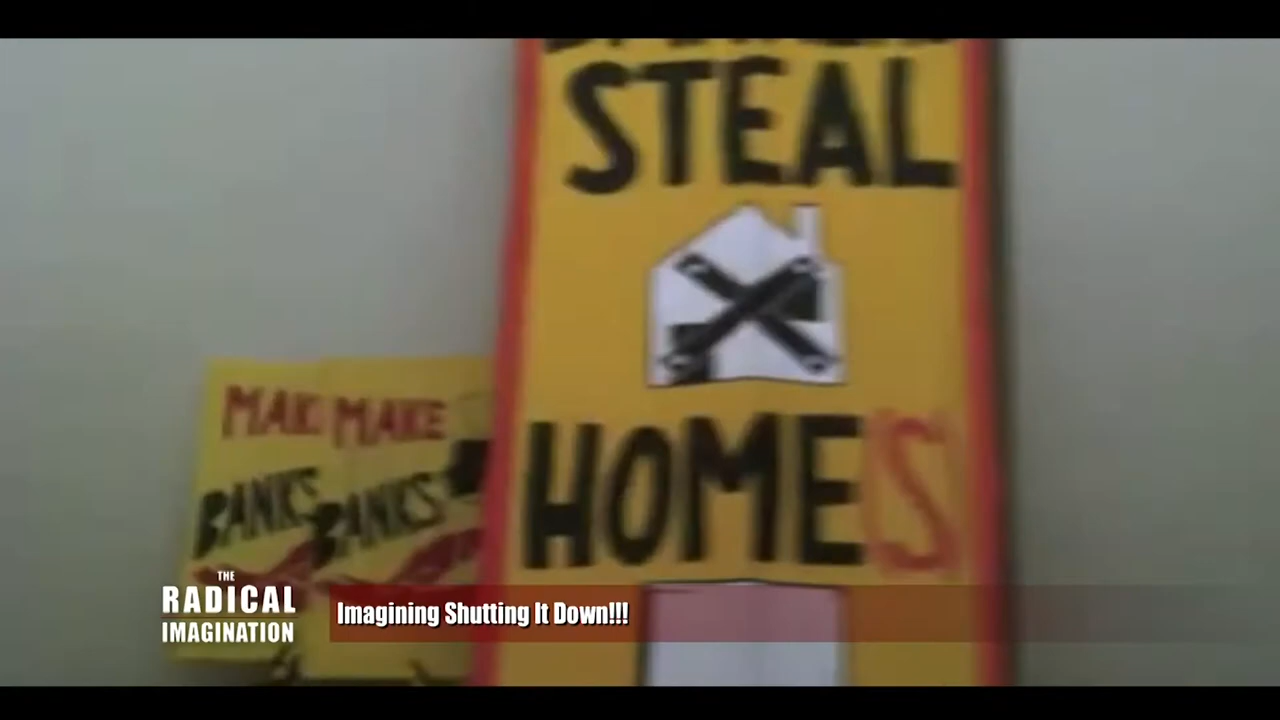 STEAL
HOMES
MAK MAKE
BANKS BANKS
THE
RADICAL
IMAGINATION
Imagining Shutting It Down!!!